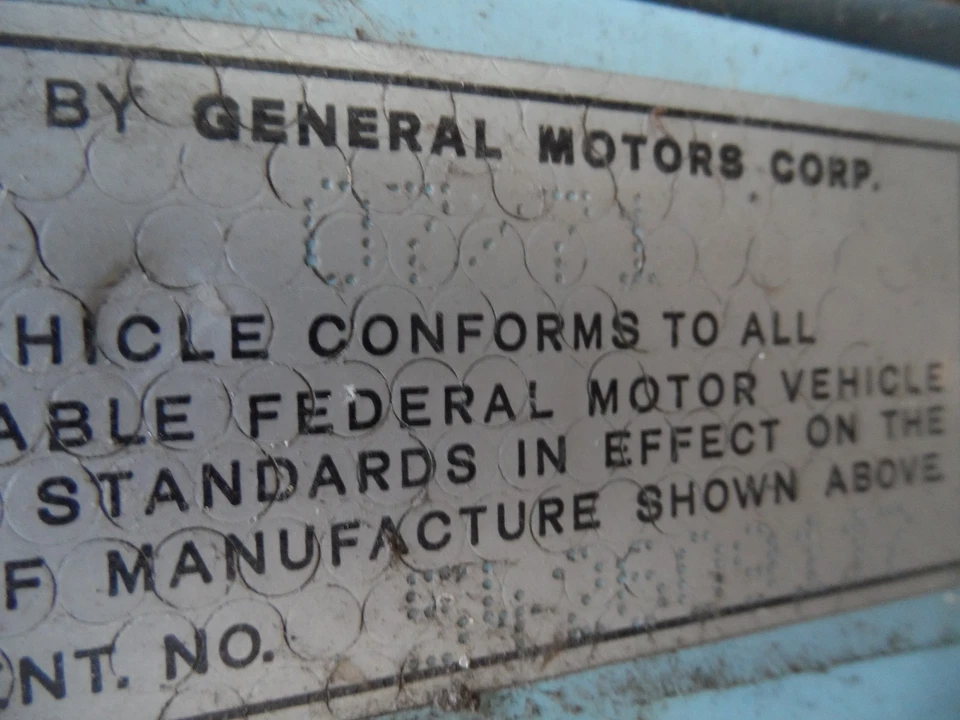 BY GENERAL MOTORS CORP.
HICLE CONFORMS TO ALL
ABLE FEDERAL MOTOR VEHICLE
STANDARDS IN EFFECT ON THE
F MANUFACTURE SHOWN ABOVE
NT. NO.